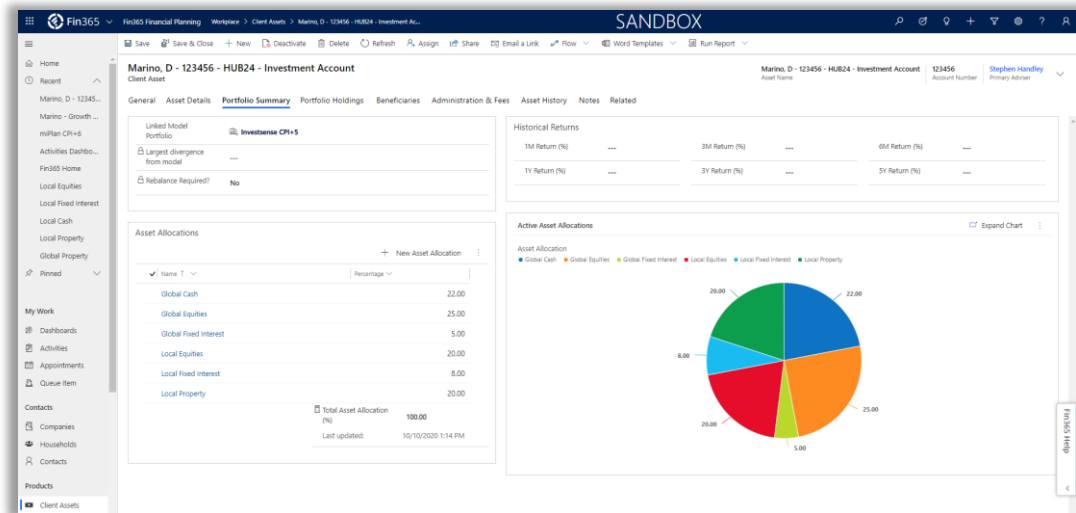 Fin365
Fin365 Financial Planning Workplace > Client Assets > Marino, D - 123456 - HUB24 - Investment Ac...
SANDBOX
Save Save & Close New Deactivate Delete Refresh Assign Share Email a Link Flow Word Templates Run Report
Home
Recent
Marino, D - 12345...
Marino - Growth ...
miPlan CPI+6
Activities Dashbo...
Fin365 Home
Local Equities
Local Fixed Interest
Local Cash
Local Property
Global Property
Pinned
My Work
Dashboards
Activities
Appointments
Queue Item
Contacts
Companies
Households
Contacts
Products
Client Assets
Marino, D - 123456 - HUB24 - Investment Account
Client Asset
Marino, D - 123456 - HUB24 - Investment Account
Asset Name
123456
Account Number
Stephen Handley
Primary Adviser
General Asset Details Portfolio Summary Portfolio Holdings Beneficiaries Administration & Fees Asset History Notes Related
Linked Model
Portfolio
Investsense CPI+5
Largest divergence
from model
---
Rebalance Required?
No
Historical Returns
1M Return (%) --- 3M Return (%) --- 6M Return (%) ---
1Y Return (%) --- 3Y Return (%) --- 5Y Return (%) ---
Asset Allocations
+ New Asset Allocation
Name ↑ Percentage
Global Cash 22.00
Global Equities 25.00
Global Fixed Interest 5.00
Local Equities 20.00
Local Fixed Interest 8.00
Local Property 20.00
Total Asset Allocation
(%)
100.00
Last updated: 10/10/2020 1:14 PM
Active Asset Allocations
Expand Chart
Asset Allocation
Global Cash Global Equities Global Fixed Interest Local Equities Local Fixed Interest Local Property
20.00
22.00
8.00
25.00
20.00
5.00
Fin365 Help